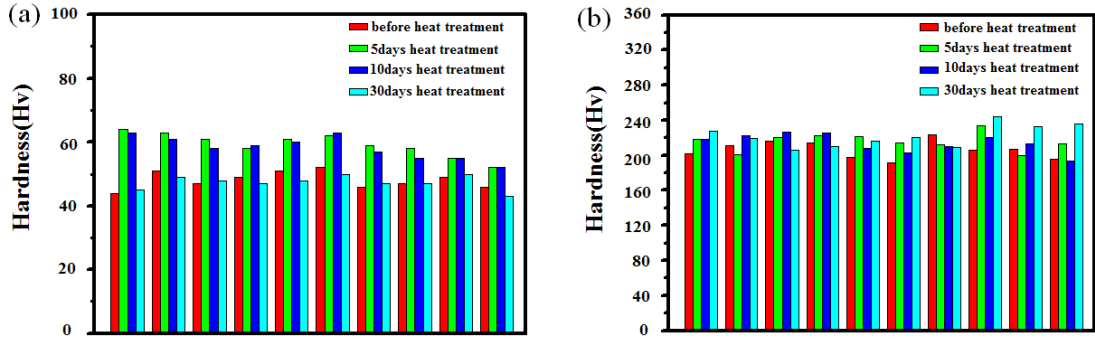 (a)
100
80
60
40
20
0
Hardness(Hv)
before heat treatment
5days heat treatment
10days heat treatment
30days heat treatment
(b)
360
320
280
240
200
160
120
80
40
0
Hardness(Hv)
before heat treatment
5days heat treatment
10days heat treatment
30days heat treatment